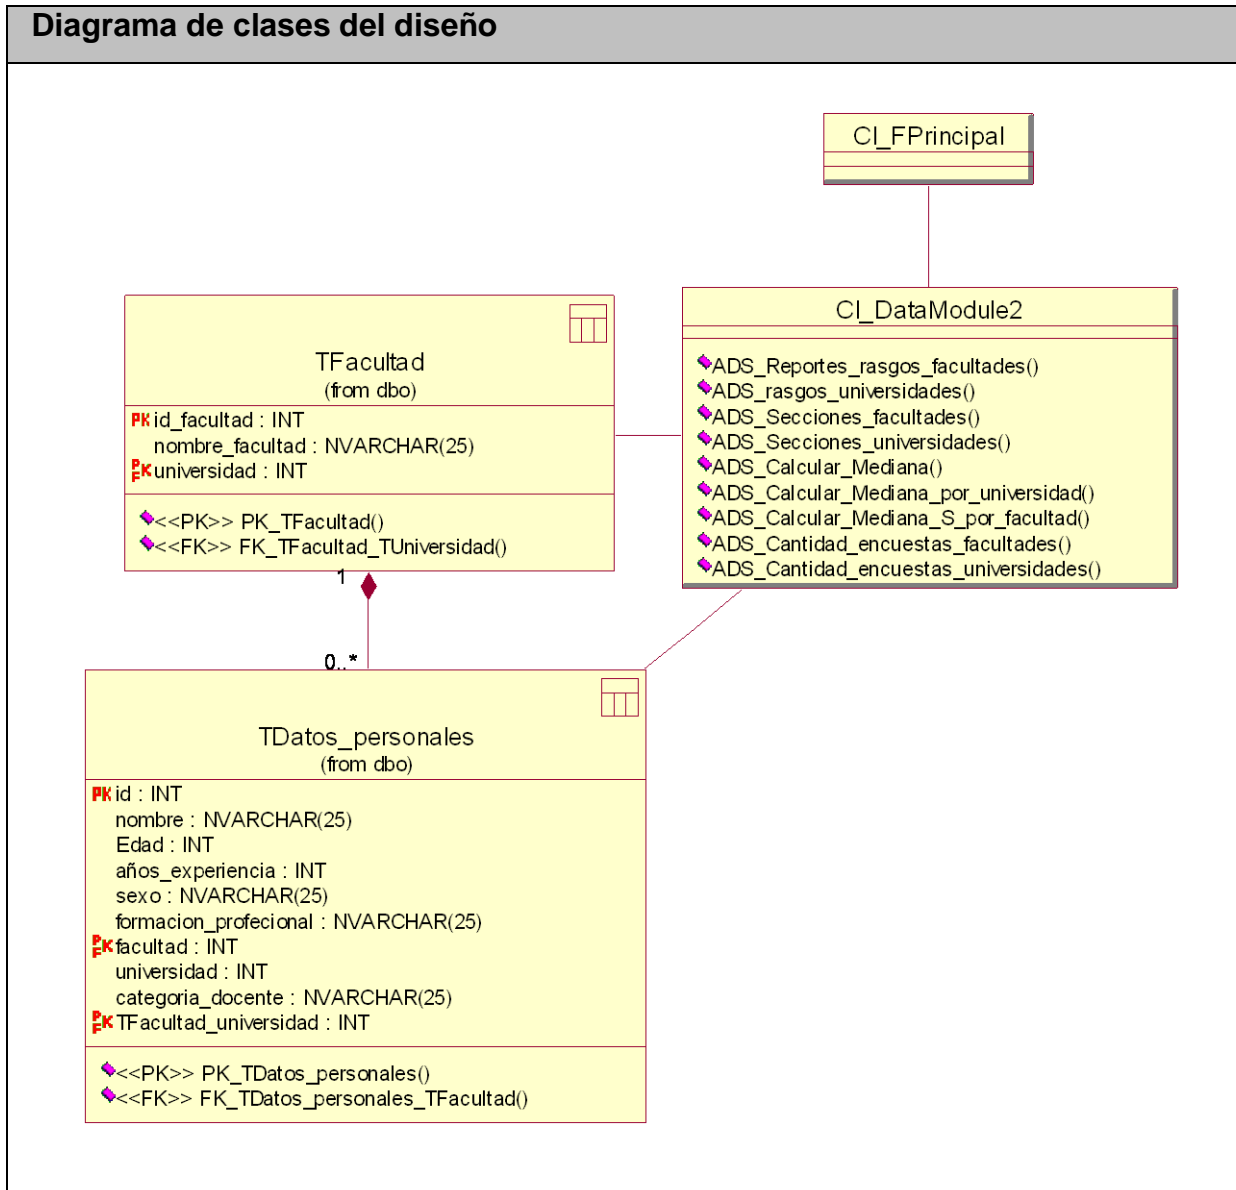 Diagrama de clases del diseño
CI_FPrincipal
CI_DataModule2
ADS_Reportes_rasgos_facultades()
ADS_rasgos_universidades()
ADS_Secciones_facultades()
ADS_Secciones_universidades()
ADS_Calcular_Mediana()
ADS_Calcular_Mediana_por_universidad()
ADS_Calcular_Mediana_S_por_facultad()
ADS_Cantidad_encuestas_facultades()
ADS_Cantidad_encuestas_universidades()
TFacultad
(from dbo)
PK id_facultad : INT
nombre_facultad : NVARCHAR(25)
PFK universidad : INT
<<PK>> PK_TFacultad()
<<FK>> FK_TFacultad_TUniversidad()
1
0..*
TDatos_personales
(from dbo)
PK id : INT
nombre : NVARCHAR(25)
Edad : INT
años_experiencia : INT
sexo : NVARCHAR(25)
formacion_profecional : NVARCHAR(25)
PFK facultad : INT
universidad : INT
categoria_docente : NVARCHAR(25)
PFK TFacultad_universidad : INT
<<PK>> PK_TDatos_personales()
<<FK>> FK_TDatos_personales_TFacultad()